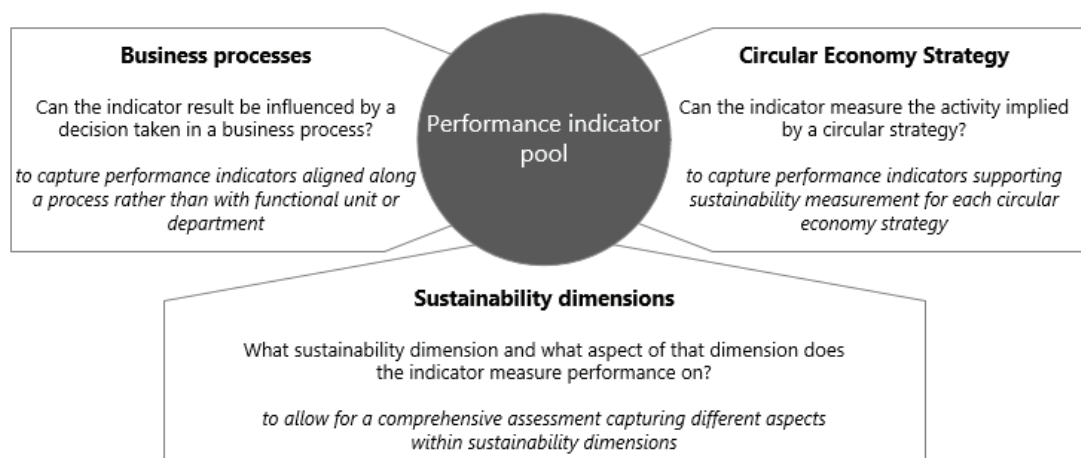 Business processes
Can the indicator result be influenced by a
decision taken in a business process?
to capture performance indicators aligned along
a process rather than with functional unit or
department
Performance indicator
pool
Circular Economy Strategy
Can the indicator measure the activity implied
by a circular strategy?
to capture performance indicators supporting
sustainability measurement for each circular
economy strategy
Sustainability dimensions
What sustainability dimension and what aspect of that dimension does
the indicator measure performance on?
to allow for a comprehensive assessment capturing different aspects
within sustainability dimensions